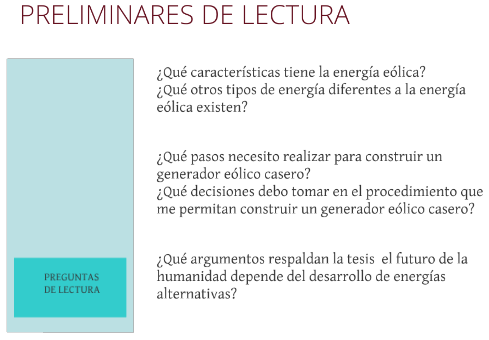 PRELIMINARES DE LECTURA
¿Qué características tiene la energía eólica?
¿Qué otros tipos de energía diferentes a la energía
eólica existen?
¿Qué pasos necesito realizar para construir un
generador eólico casero?
¿Qué decisiones debo tomar en el procedimiento que
me permitan construir un generador eólico casero?
PREGUNTAS
DE LECTURA
¿Qué argumentos respaldan la tesis el futuro de la
humanidad depende del desarrollo de energías
alternativas?